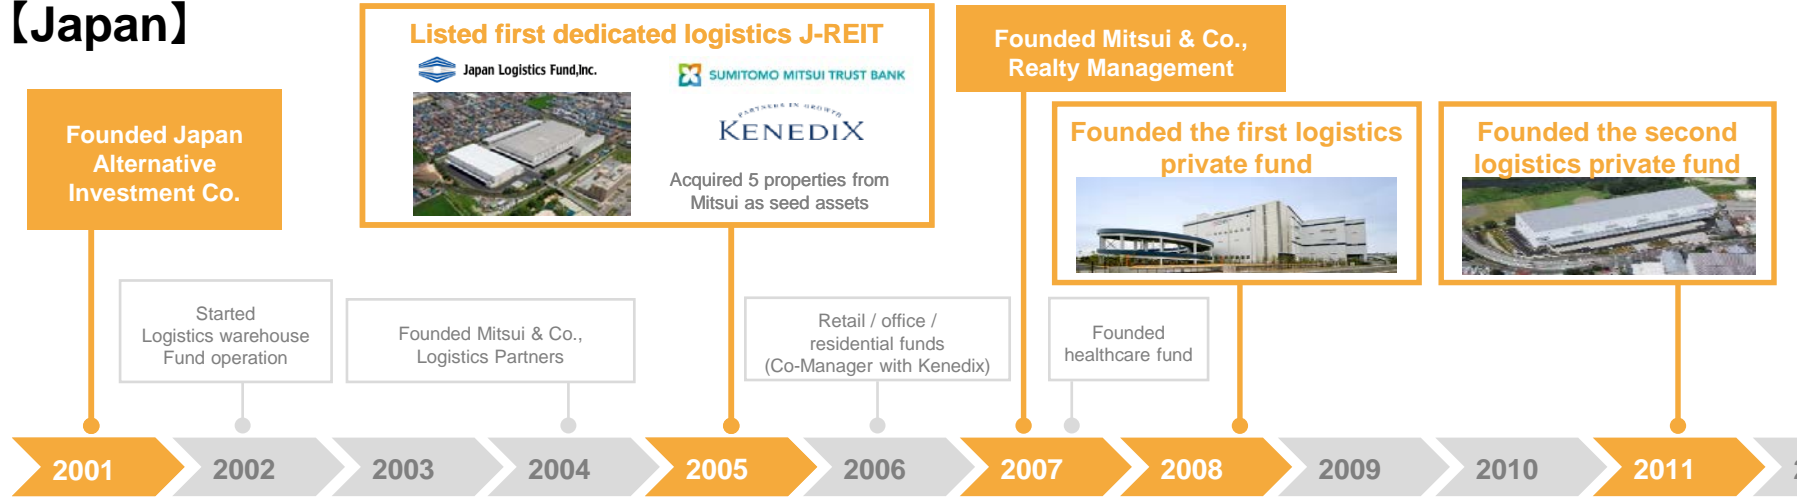 【Japan】
Founded Japan
Alternative
Investment Co.
Listed first dedicated logistics J-REIT
Japan Logistics Fund,Inc.
SUMITOMO MITSUI TRUST BANK
PARTNERS IN GROWTH
KENEDIX
Acquired 5 properties from
Mitsui as seed assets
Founded Mitsui & Co.,
Realty Management
Founded the first logistics
private fund
Founded the second
logistics private fund
Started
Logistics warehouse
Fund operation
Founded Mitsui & Co.,
Logistics Partners
Retail / office /
residential funds
(Co-Manager with Kenedix)
Founded
healthcare fund
2001
2002
2003
2004
2005
2006
2007
2008
2009
2010
2011